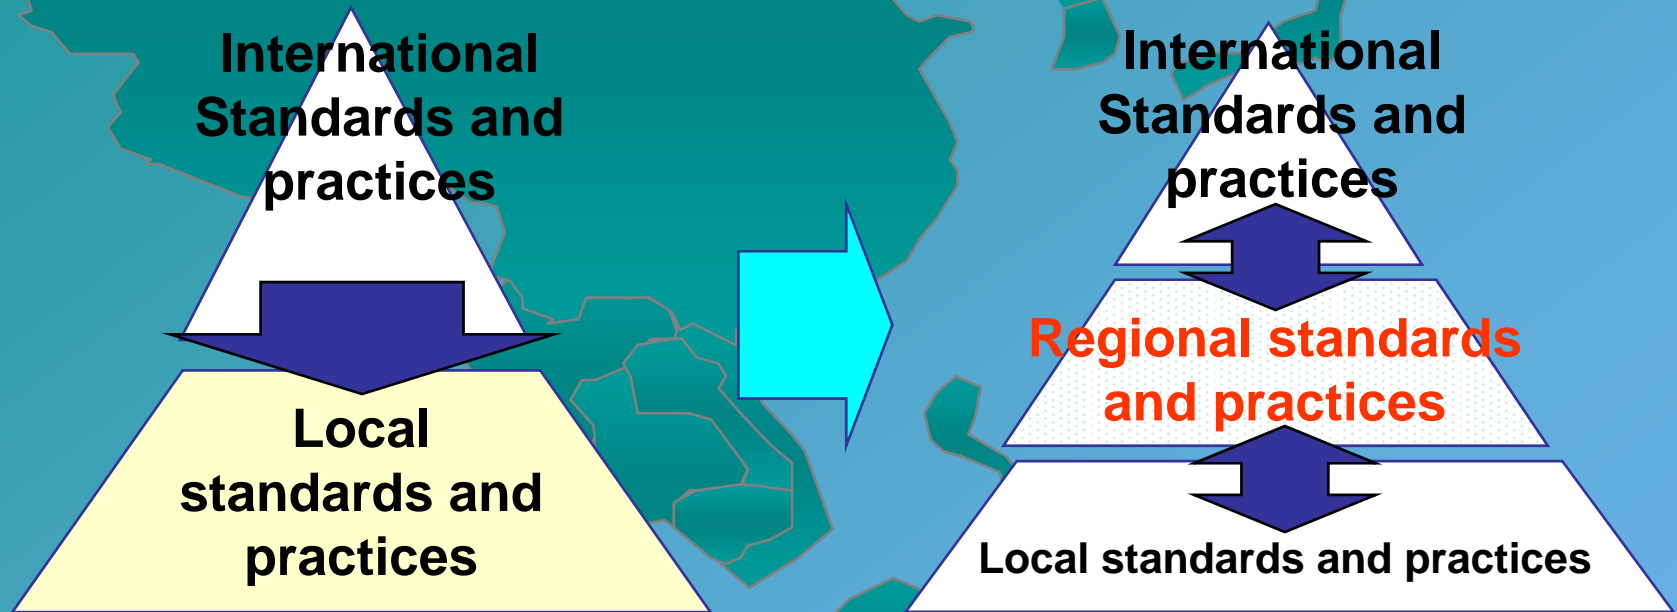 International
Standards and
practices
Local
standards and
practices
International
Standards and
practices
Regional standards
and practices
Local standards and practices